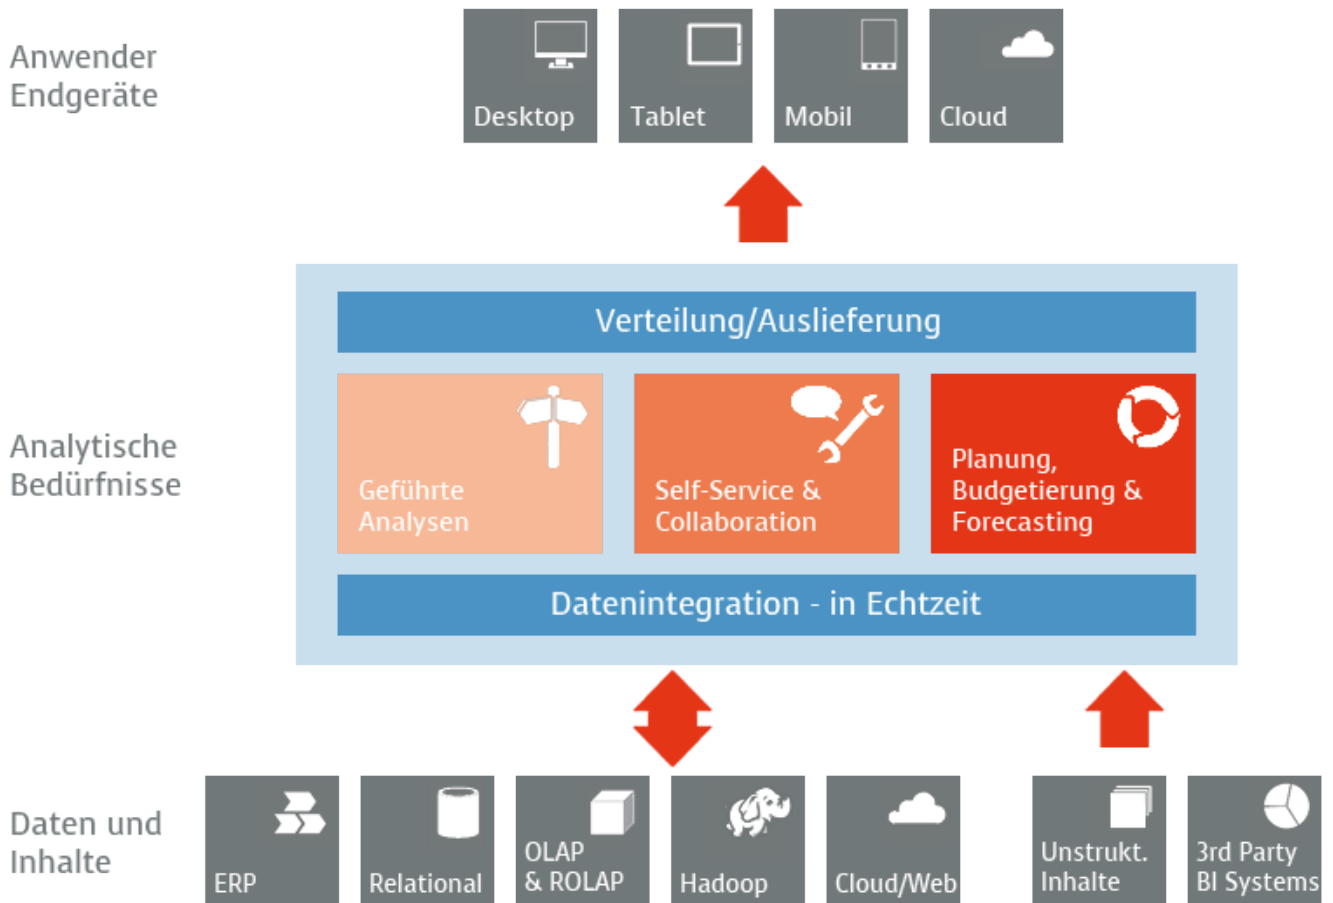 Anwender
Endgeräte
Desktop
Tablet
Mobil
Cloud
Verteilung/Auslieferung
Analytische
Bedürfnisse
Geführte
Analysen
Self-Service &
Collaboration
Planung,
Budgetierung &
Forecasting
Datenintegration - in Echtzeit
Daten und
Inhalte
ERP
Relational
OLAP
& ROLAP
Hadoop
Cloud/Web
Unstrukt.
Inhalte
3rd Party
BI Systems